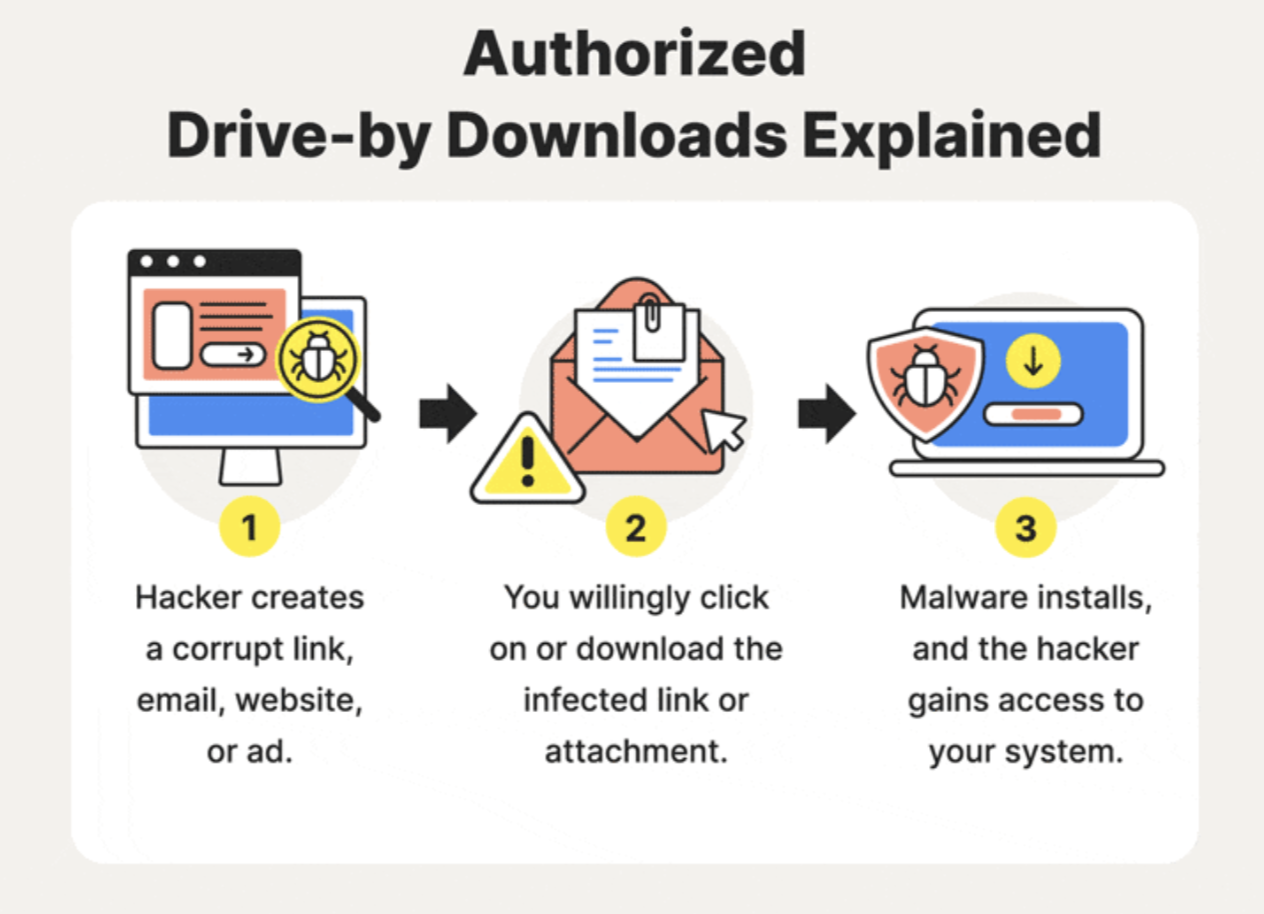 Authorized
Drive-by Downloads Explained
1
Hacker creates
a corrupt link,
email, website,
or ad.
2
You willingly click
on or download the
infected link or
attachment.
3
Malware installs,
and the hacker
gains access to
your system.